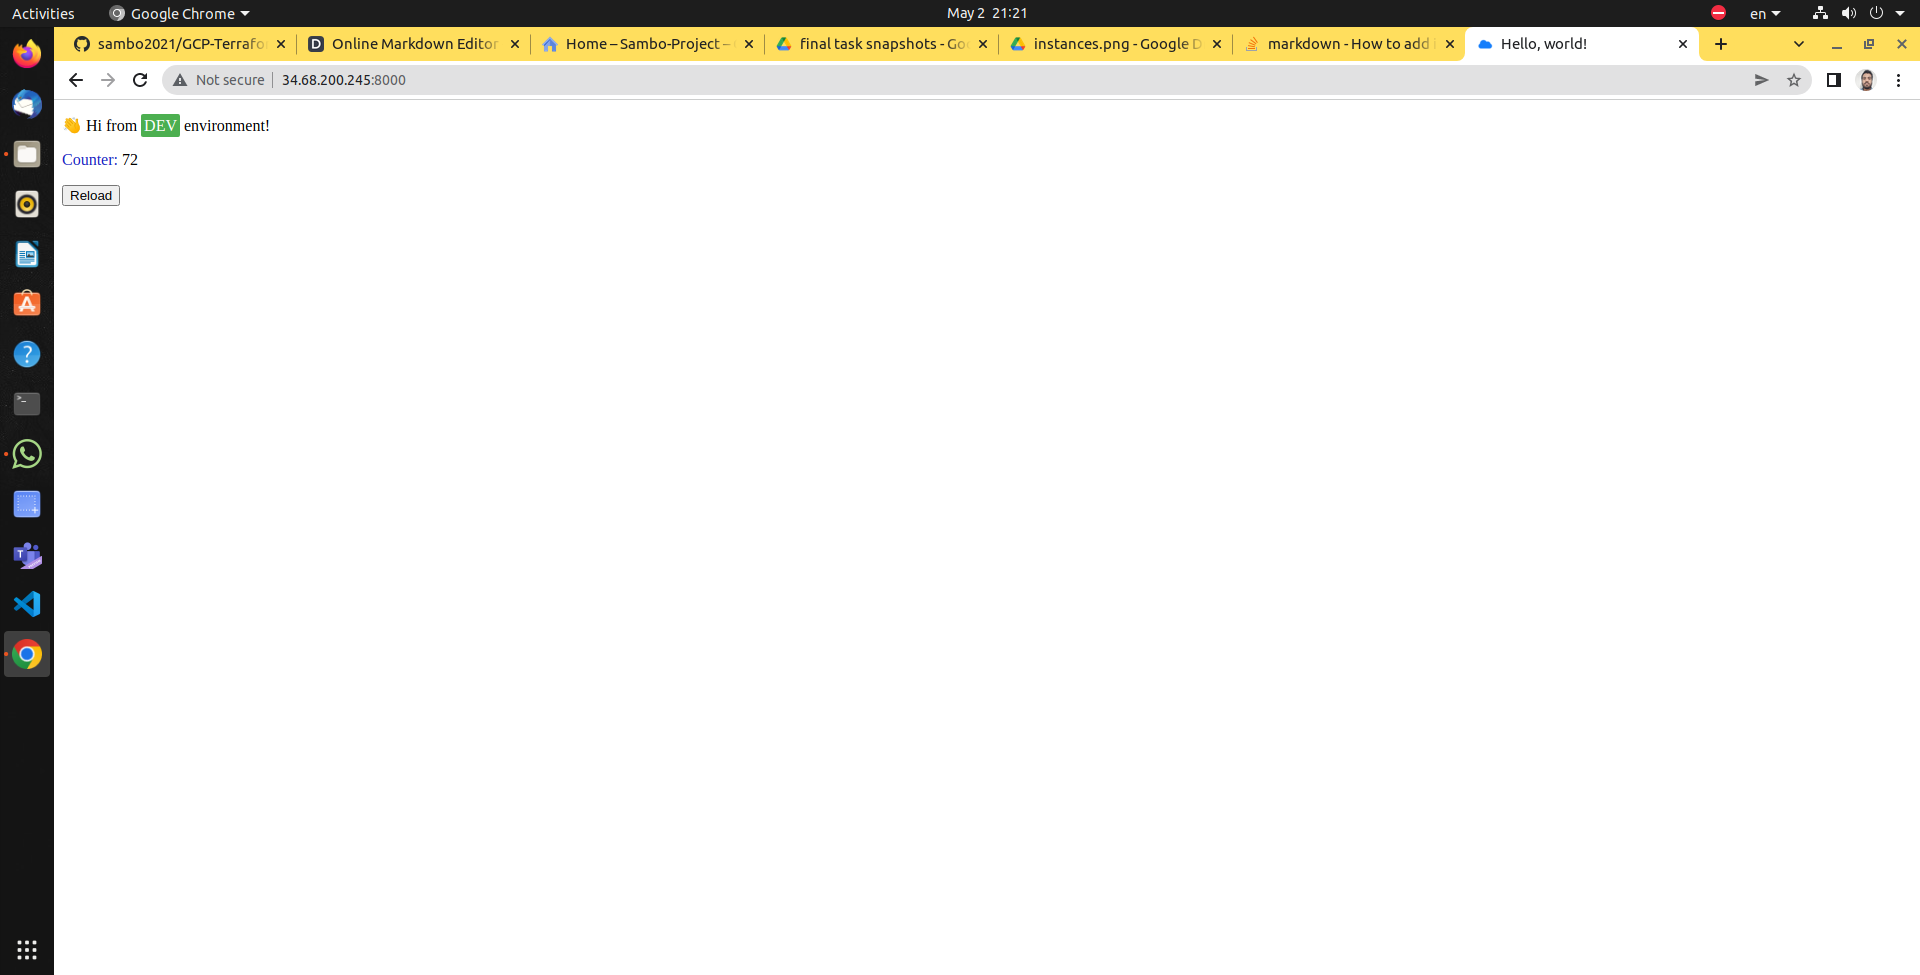 Activities
Google Chrome
May 2 21:21
en
sambo2021/GCP-Terrafo
Online Markdown Editor
Home – Sambo-Project –
final task snapshots - Goo
instances.png - Google D
markdown - How to add i
Hello, world!
Not secure
34.68.200.245:8000
👋 Hi from DEV environment!
Counter: 72
Reload